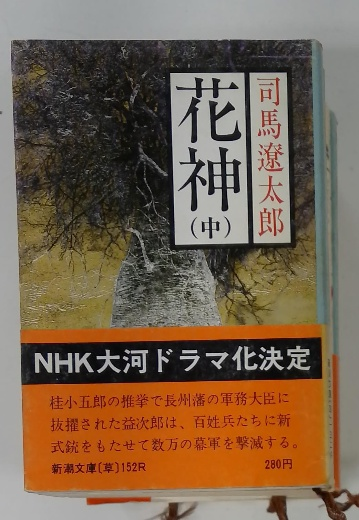 司馬遼太郎
花神
(中)
NHK大河ドラマ化決定
桂小五郎の推挙で長州藩の軍務大臣に
抜擢された益次郎は、百姓兵たちに新
式銃をもたせて数万の幕軍を撃滅する。
新潮文庫〔草〕152R
280円